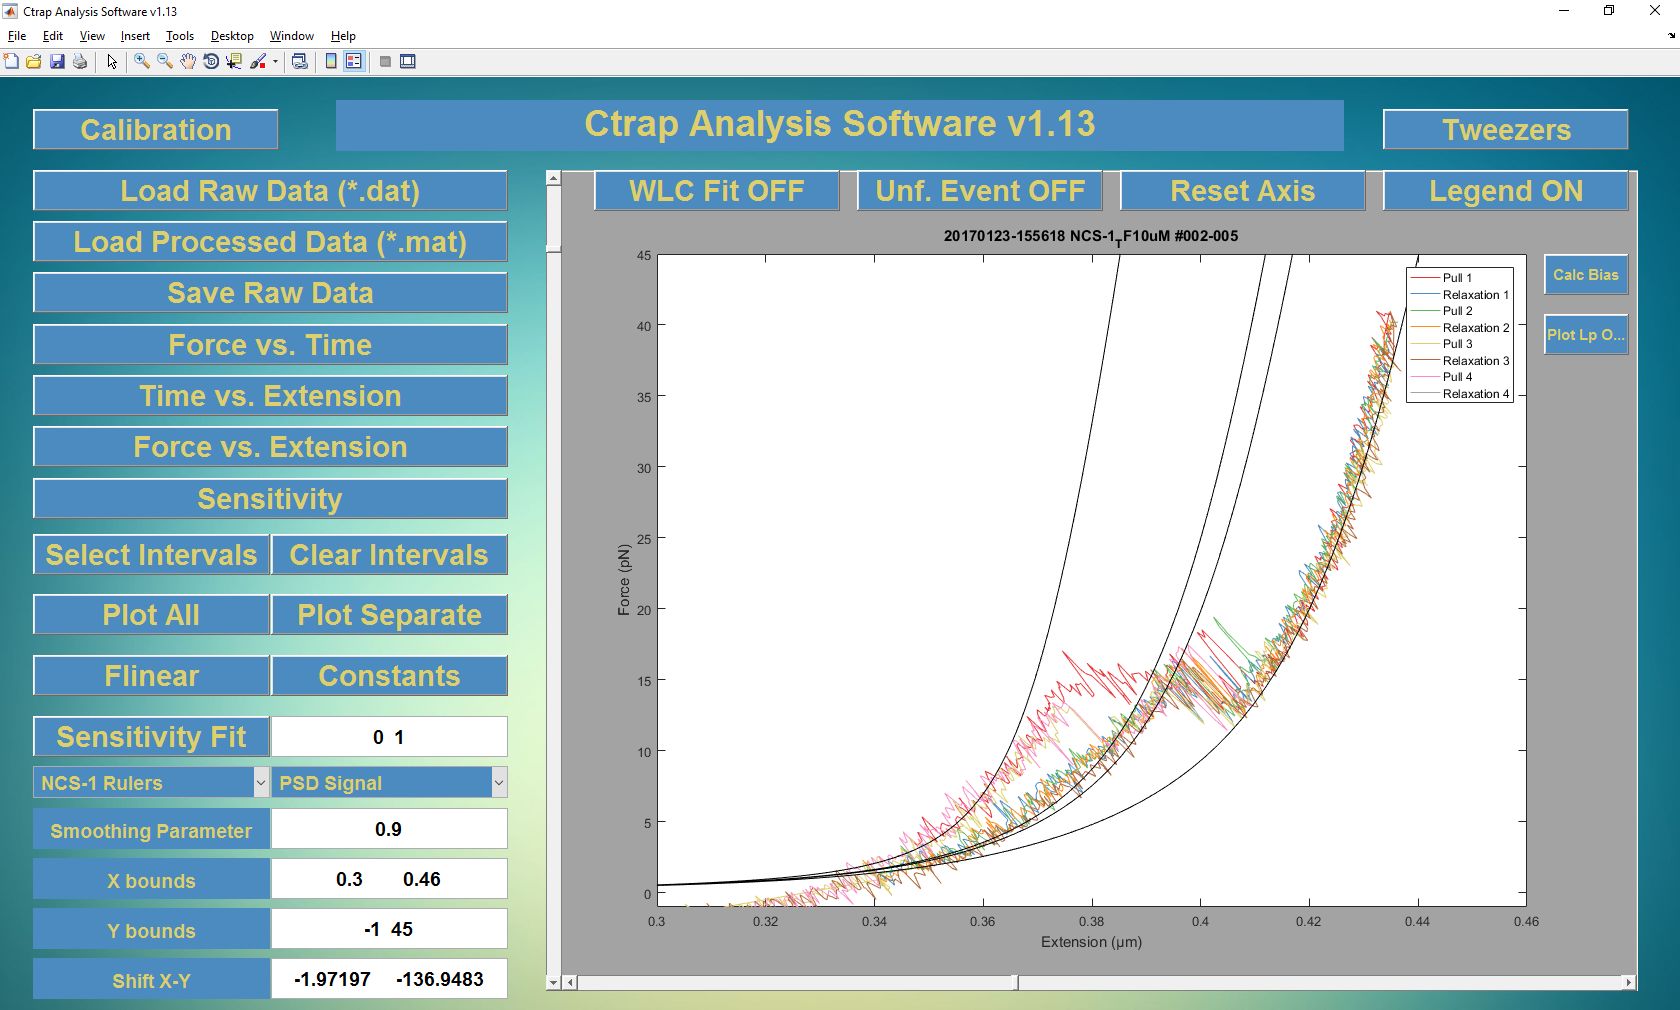 Ctrap Analysis Software v1.13
File Edit View Insert Tools Desktop Window Help
Calibration
Ctrap Analysis Software v1.13
Tweezers
Load Raw Data (*.dat)
Load Processed Data (*.mat)
Save Raw Data
Force vs. Time
Time vs. Extension
Force vs. Extension
Sensitivity
Select Intervals Clear Intervals
Plot All Plot Separate
Flinear Constants
Sensitivity Fit 0 1
NCS-1 Rulers PSD Signal
Smoothing Parameter 0.9
X bounds 0.3 0.46
Y bounds -1 45
Shift X-Y -1.97197 -136.9483
WLC Fit OFF Unf. Event OFF Reset Axis Legend ON
20170123-155618 NCS-1TF10uM #002-005
45
40
35
30
25
20
15
10
5
0
Force (pN)
0.3 0.32 0.34 0.36 0.38 0.4 0.42 0.44 0.46
Extension (µm)
Pull 1
Relaxation 1
Pull 2
Relaxation 2
Pull 3
Relaxation 3
Pull 4
Relaxation 4
Calc Bias
Plot Lp O...